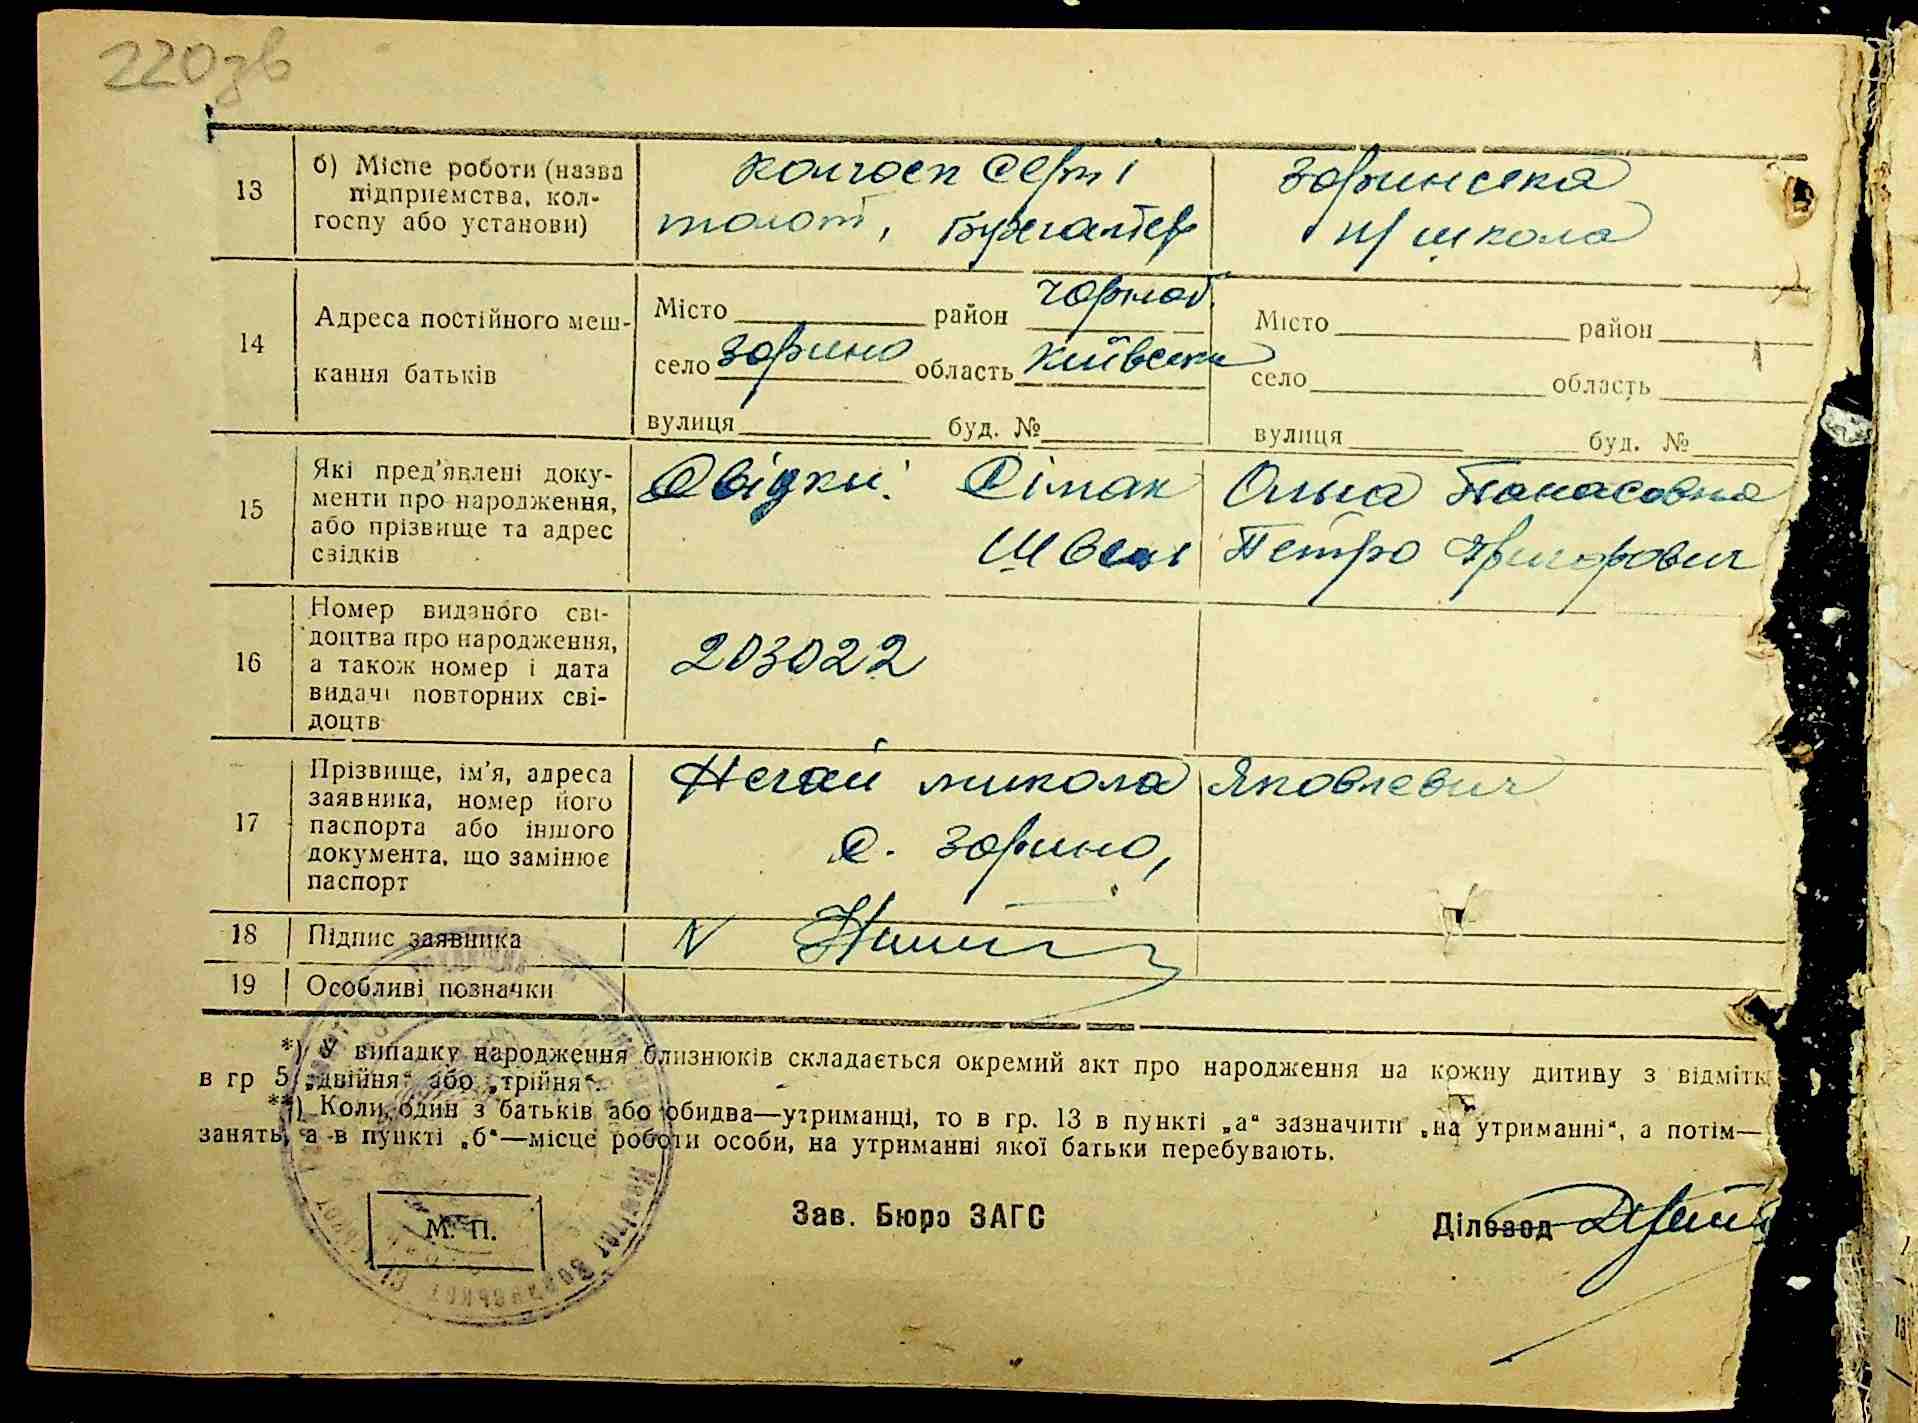 220зв
13 б) Місце роботи (назва підприємства, колгоспу або установи) колгосп Серп і молот, бухгалтер Зоринська п/школа
14 Адреса постійного мешкання батьків
Місто район Чорноб. Місто район
село Зорино область Київська село область
вулиця буд. № вулиця буд. №
15 Які пред'явлені документи про народження, або прізвище та адрес свідків
Свідки: Сімак Ольга Панасовна
Швець Петро Григорович
16 Номер виданого свідоцтва про народження, а також номер і дата видачі повторних свідоцтв 203022
17 Прізвище, ім'я, адреса заявника, номер його паспорта або іншого документа, що замінює паспорт
Негай Микола Яковлевич
с. Зорино,
18 Підпис заявника
19 Особливі позначки
*) У випадку народження близнюків складається окремий акт про народження на кожну дитину з відмітк
в гр 5 „двійня“ або „трійня“.
**) Коли один з батьків або обидва—утриманці, то в гр. 13 в пункті „а“ зазначити „на утриманні“, а потім—
занять, а в пункті „б“—місце роботи особи, на утриманні якої батьки перебувають.
М. П.
Зав. Бюро ЗАГС
Діловод